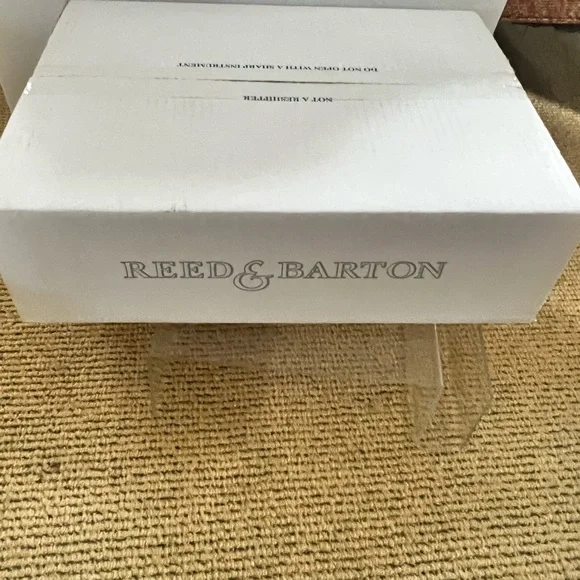 DO NOT OPEN WITH A SHARP INSTRUMENT
NOT A RESHIPPER
REED & BARTON